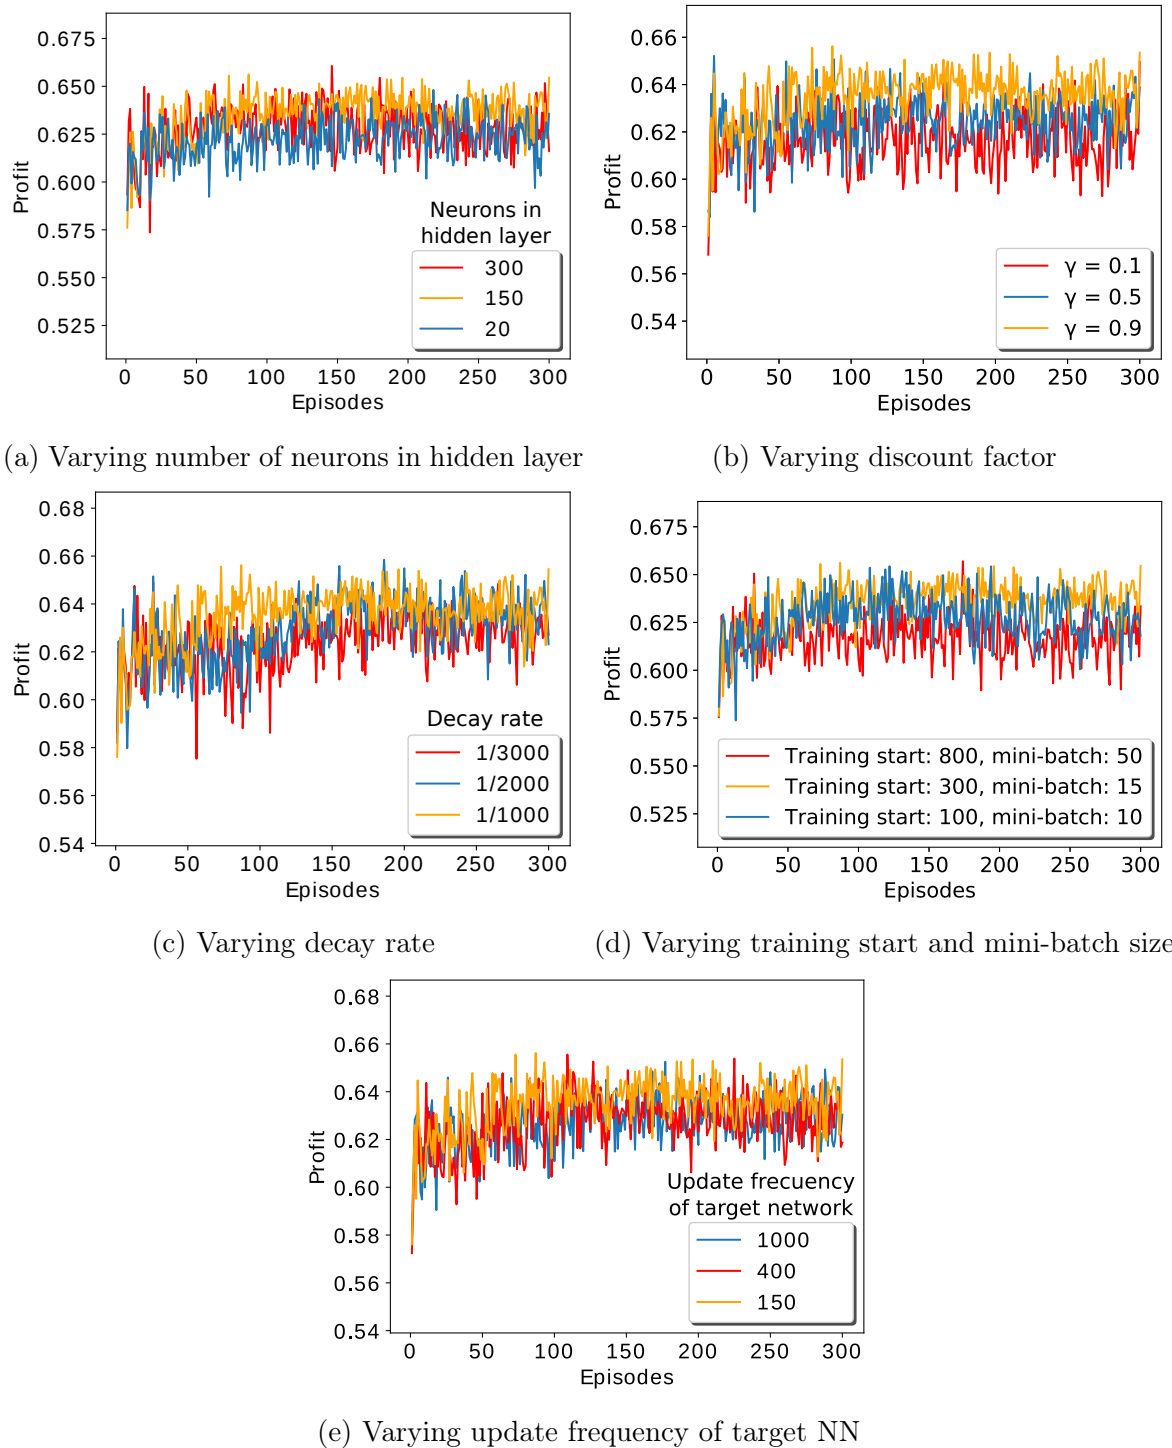 0.675
0.650
0.625
0.600
0.575
0.550
0.525
Profit
Neurons in
hidden layer
300
150
20
0 50 100 150 200 250 300
Episodes
(a) Varying number of neurons in hidden layer
0.66
0.64
0.62
0.60
0.58
0.56
0.54
Profit
γ = 0.1
γ = 0.5
γ = 0.9
0 50 100 150 200 250 300
Episodes
(b) Varying discount factor
0.68
0.66
0.64
0.62
0.60
0.58
0.56
0.54
Profit
Decay rate
1/3000
1/2000
1/1000
0 50 100 150 200 250 300
Episodes
(c) Varying decay rate
0.675
0.650
0.625
0.600
0.575
0.550
0.525
Profit
Training start: 800, mini-batch: 50
Training start: 300, mini-batch: 15
Training start: 100, mini-batch: 10
0 50 100 150 200 250 300
Episodes
(d) Varying training start and mini-batch size
0.68
0.66
0.64
0.62
0.60
0.58
0.56
0.54
Profit
Update frecuency
of target network
1000
400
150
0 50 100 150 200 250 300
Episodes
(e) Varying update frequency of target NN